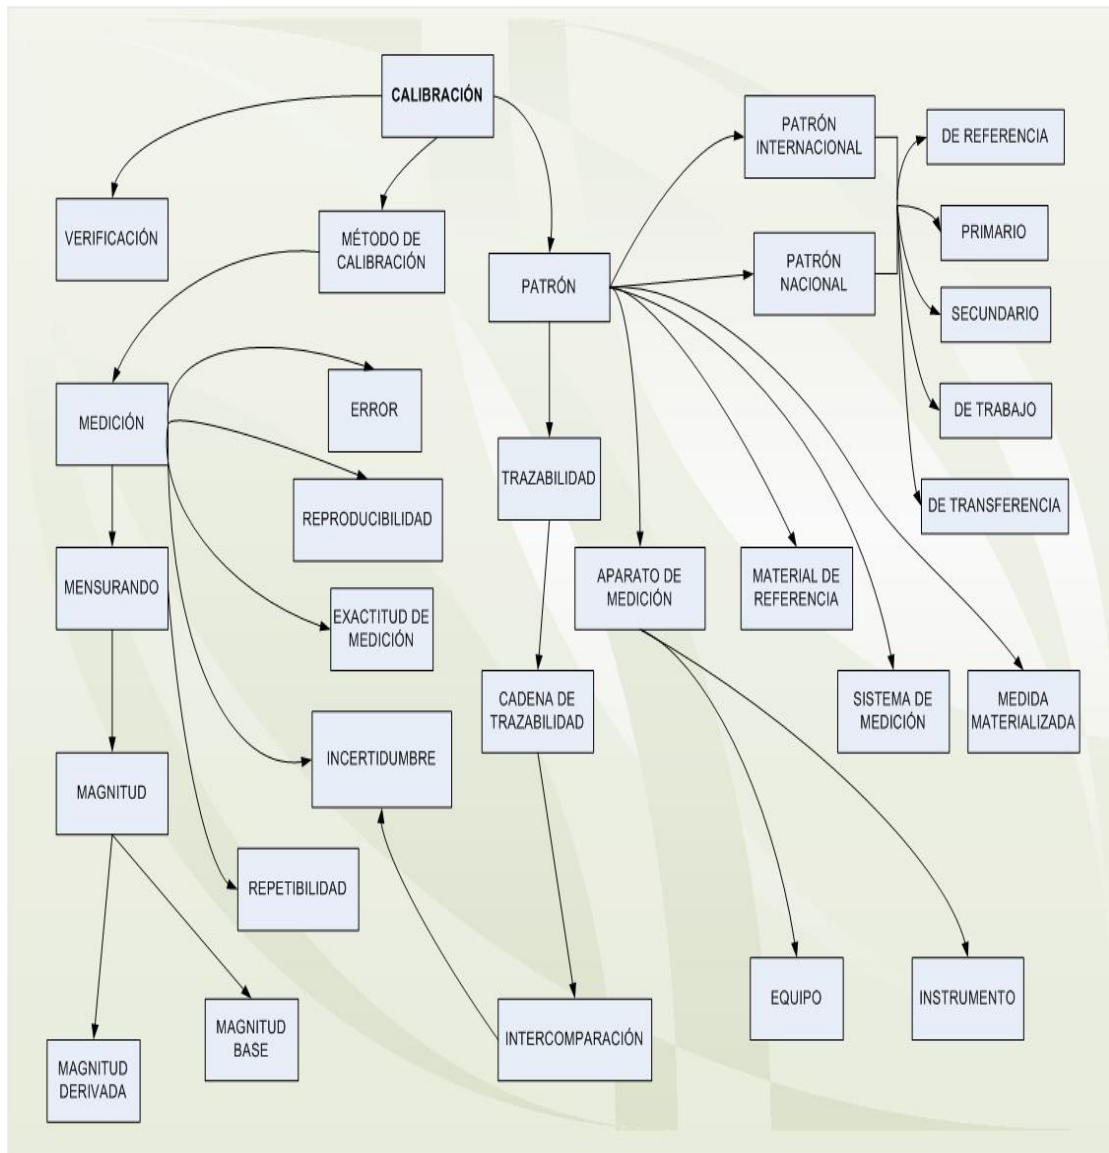 CALIBRACIÓN
PATRÓN
INTERNACIONAL
DE REFERENCIA
VERIFICACIÓN
MÉTODO DE
CALIBRACIÓN
PRIMARIO
PATRÓN
PATRÓN
NACIONAL
SECUNDARIO
MEDICIÓN
ERROR
DE TRABAJO
TRAZABILIDAD
REPRODUCIBILIDAD
DE TRANSFERENCIA
MENSURANDO
APARATO DE
MEDICIÓN
MATERIAL DE
REFERENCIA
EXACTITUD DE
MEDICIÓN
CADENA DE
TRAZABILIDAD
SISTEMA DE
MEDICIÓN
MEDIDA
MATERIALIZADA
INCERTIDUMBRE
MAGNITUD
REPETIBILIDAD
EQUIPO
INSTRUMENTO
MAGNITUD
BASE
INTERCOMPARACIÓN
MAGNITUD
DERIVADA